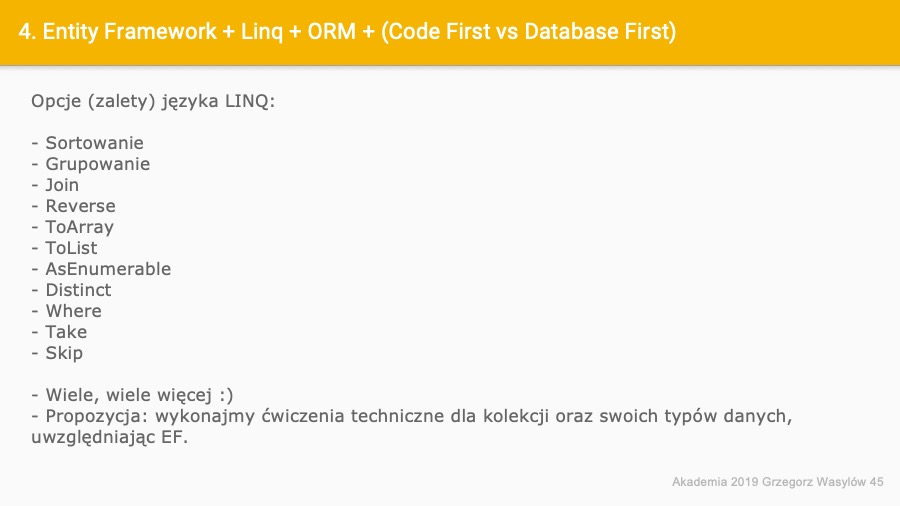 4. Entity Framework + Linq + ORM + (Code First vs Database First)
Opcje (zalety) języka LINQ:
- Sortowanie
- Grupowanie
- Join
- Reverse
- ToArray
- ToList
- AsEnumerable
- Distinct
- Where
- Take
- Skip
- Wiele, wiele więcej :)
- Propozycja: wykonajmy ćwiczenia techniczne dla kolekcji oraz swoich typów danych,
uwzględniając EF.
Akademia 2019 Grzegorz Wasylów 45